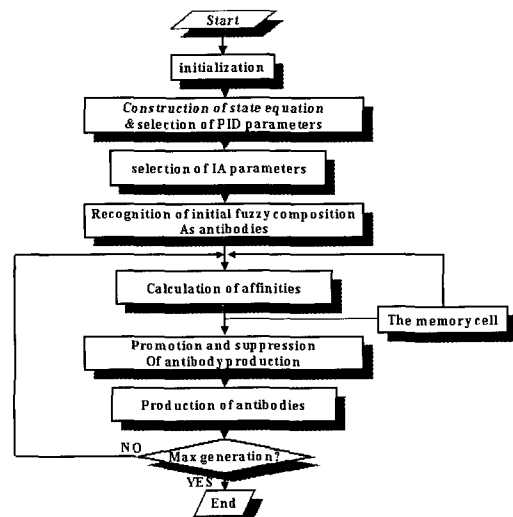 Start
initialization
Construction of state equation
& selection of PID parameters
selection of IA parameters
Recognition of initial fuzzy composition
As antibodies
Calculation of affinities
The memory cell
Promotion and suppression
Of antibody production
Production of antibodies
NO
Max generation?
YES
End